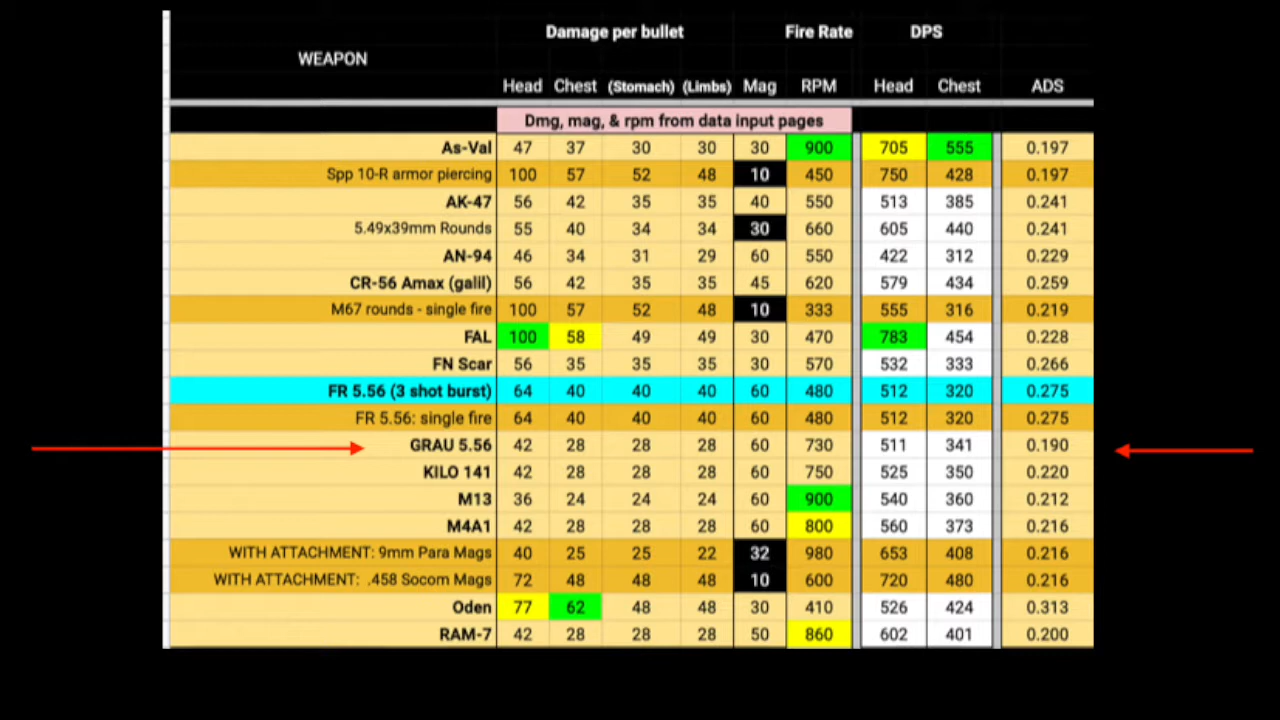 Damage per bullet Fire Rate DPS
WEAPON
Head Chest (Stomach) (Limbs) Mag RPM Head Chest ADS
Dmg, mag, & rpm from data input pages
As-Val 47 37 30 30 30 900 705 555 0.197
Spp 10-R armor piercing 100 57 52 48 10 450 750 428 0.197
AK-47 56 42 35 35 40 550 513 385 0.241
5.49x39mm Rounds 55 40 34 34 30 660 605 440 0.241
AN-94 46 34 31 29 60 550 422 312 0.229
CR-56 Amax (galil) 56 42 35 35 45 620 579 434 0.259
M67 rounds - single fire 100 57 52 48 10 333 555 316 0.219
FAL 100 58 49 49 30 470 783 454 0.228
FN Scar 56 35 35 35 30 570 532 333 0.266
FR 5.56 (3 shot burst) 64 40 40 40 60 480 512 320 0.275
FR 5.56: single fire 64 40 40 40 60 480 512 320 0.275
GRAU 5.56 42 28 28 28 60 730 511 341 0.190
KILO 141 42 28 28 28 60 750 525 350 0.220
M13 36 24 24 24 60 900 540 360 0.212
M4A1 42 28 28 28 60 800 560 373 0.216
WITH ATTACHMENT: 9mm Para Mags 40 25 25 22 32 980 653 408 0.216
WITH ATTACHMENT: .458 Socom Mags 72 48 48 48 10 600 720 480 0.216
Oden 77 62 48 48 30 410 526 424 0.313
RAM-7 42 28 28 28 50 860 602 401 0.200